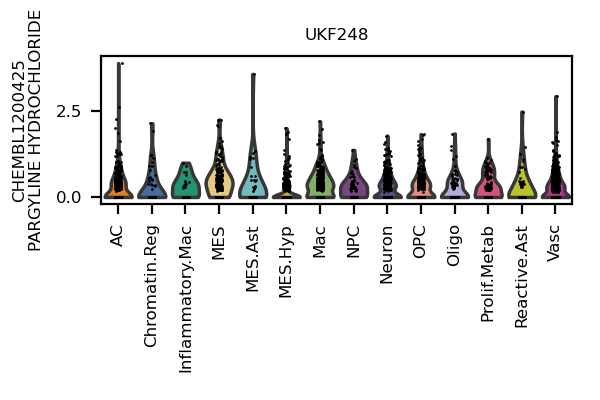 UKF248
CHEMBL1200425
PARGYLINE HYDROCHLORIDE
2.5
0.0
AC
Chromatin.Reg
Inflammatory.Mac
MES
MES.Ast
MES.Hyp
Mac
NPC
Neuron
OPC
Oligo
Prolif.Metab
Reactive.Ast
Vasc